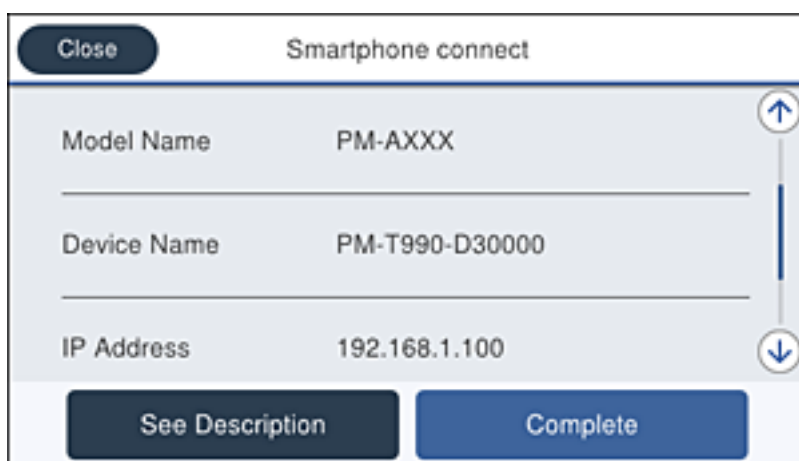 Close Smartphone connect
Model Name PM-AXXX
Device Name PM-T990-D30000
IP Address 192.168.1.100
See Description Complete